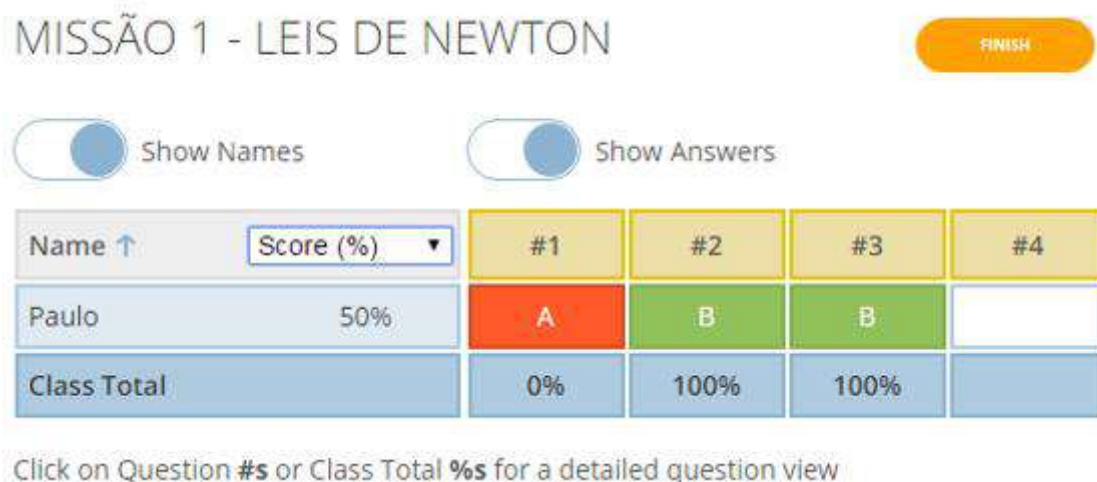 MISSÃO 1 - LEIS DE NEWTON FINISH
Show Names Show Answers
Name ↑ Score (%) ▼ #1 #2 #3 #4
Paulo 50% A B B
Class Total 0% 100% 100%
Click on Question #s or Class Total %s for a detailed question view